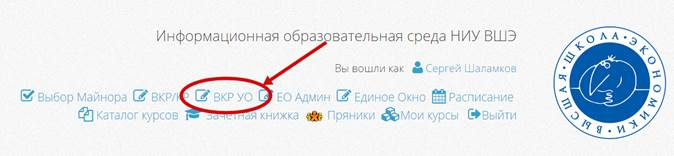 Информационная образовательная среда НИУ ВШЭ
Вы вошли как Сергей Шаламков
Выбор Майнора ВКР/КР ВКР УО ЕО Админ Единое Окно Расписание
Каталог курсов Зачетная книжка Пряники Мои курсы Выйти
ВЫСШАЯ • ШКОЛА • ЭКОНОМИКИ •